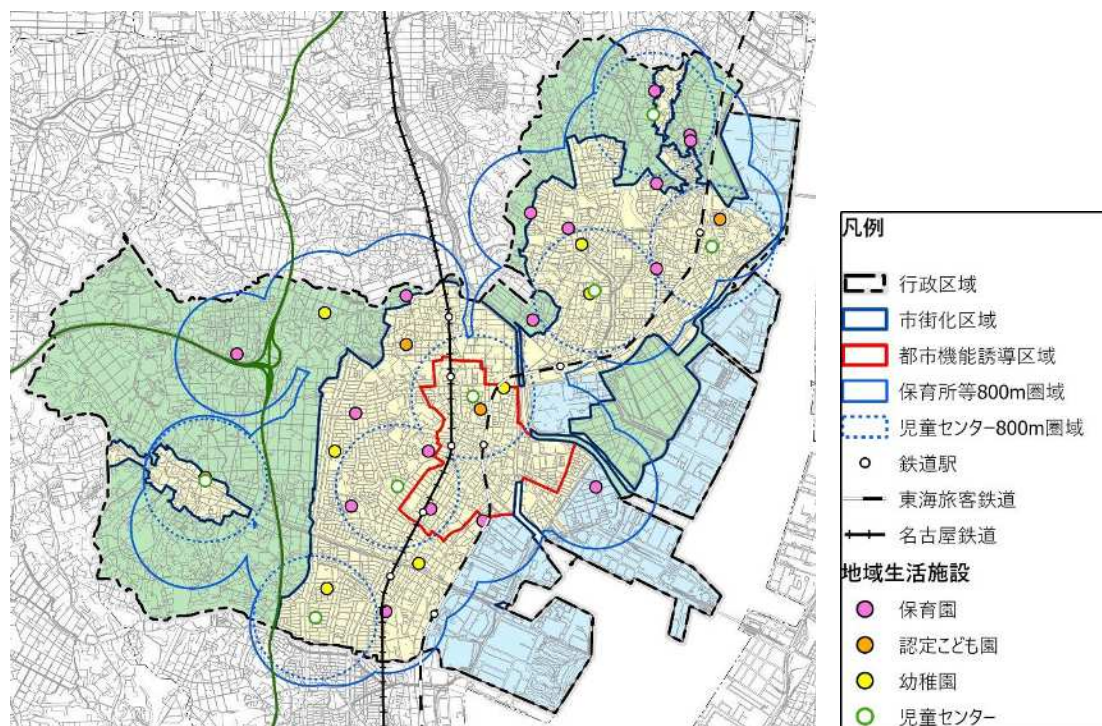 凡例
行政区域
市街化区域
都市機能誘導区域
保育所等800m圏域
児童センター800m圏域
鉄道駅
東海旅客鉄道
名古屋鉄道
地域生活施設
保育園
認定こども園
幼稚園
児童センター